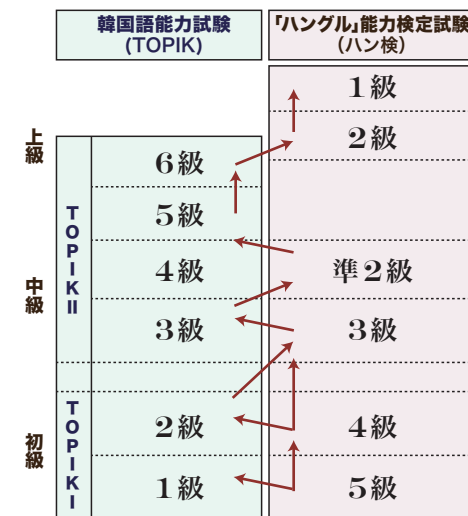 韓国語能力試験
(TOPIK)
「ハングル」能力検定試験
(ハン検)
1級
上級
2級
6級
TOPIKⅡ
5級
中級
4級
準2級
3級
3級
初級
TOPIKⅠ
2級
4級
1級
5級